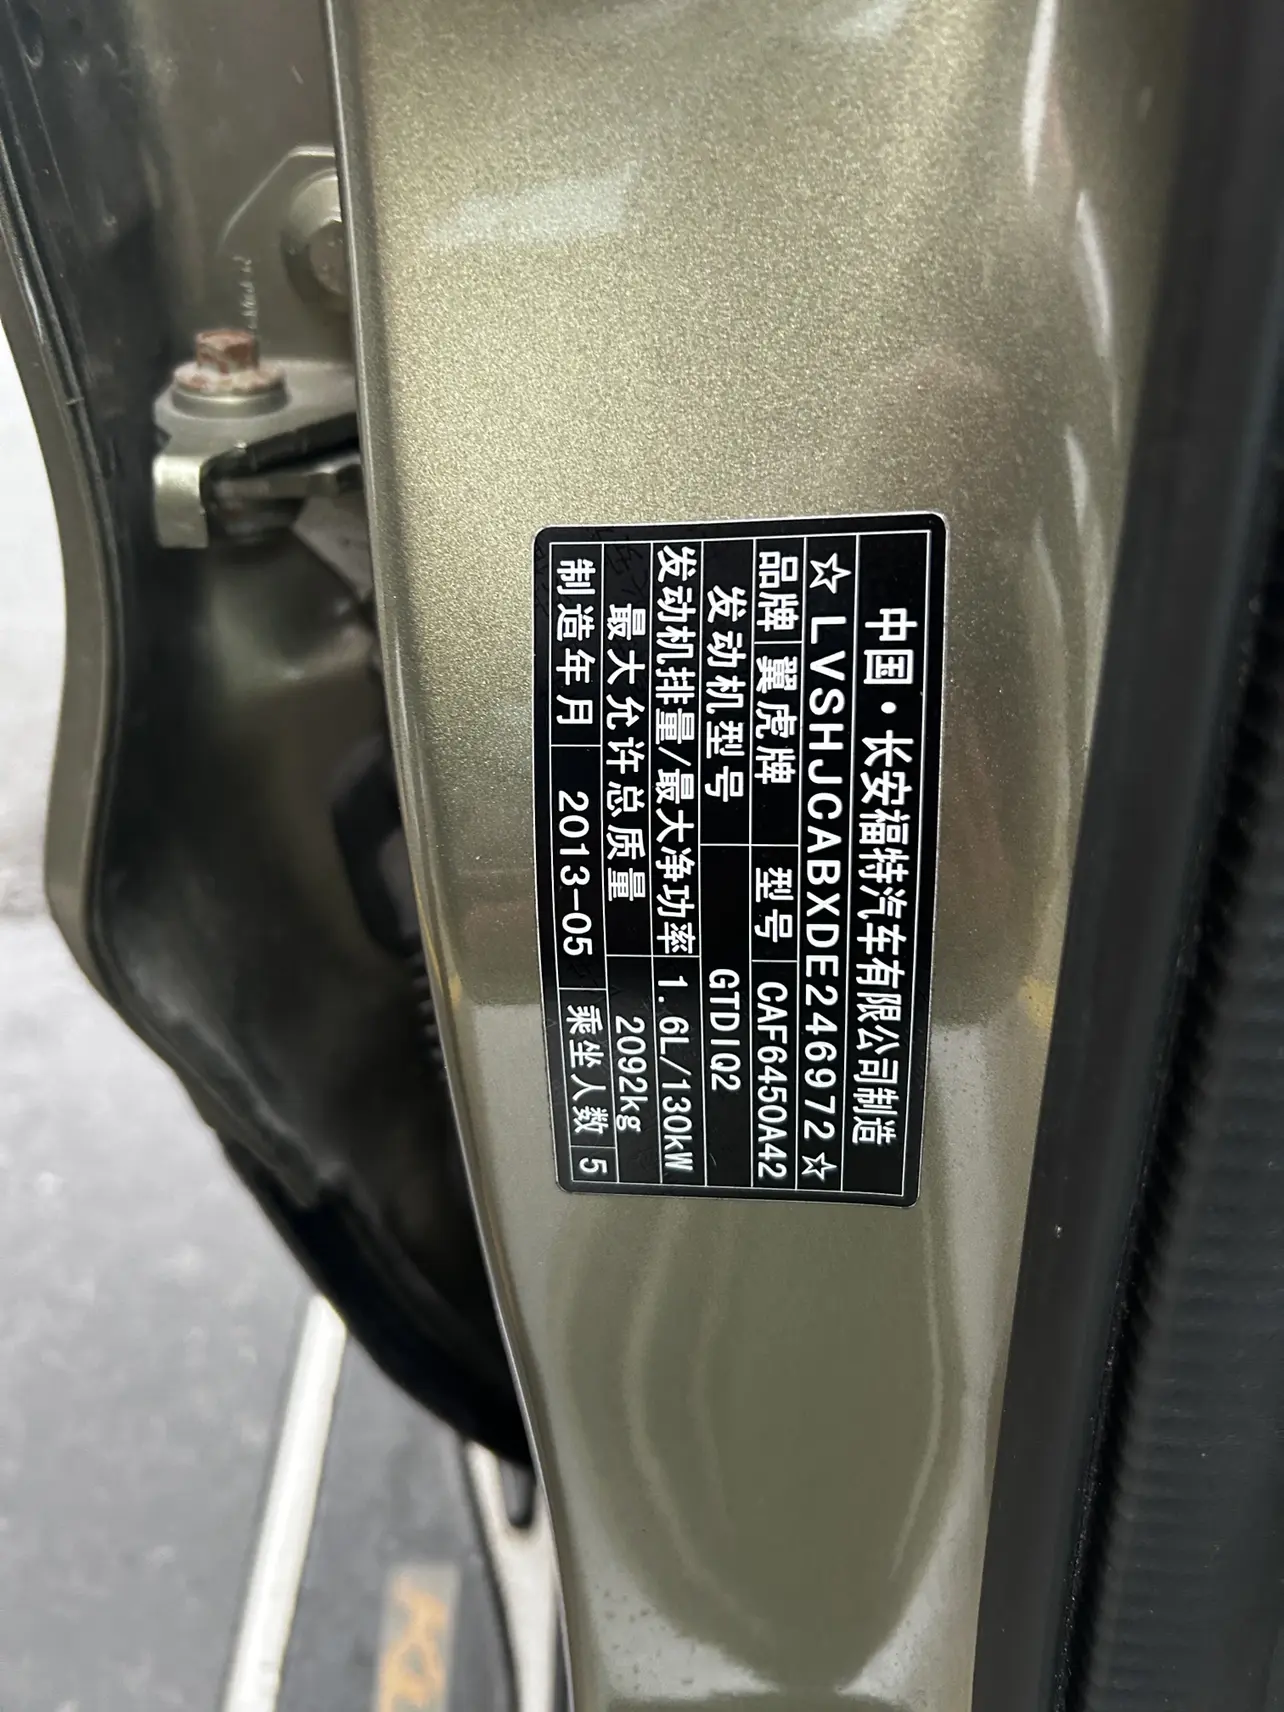 中国·长安福特汽车有限公司制造
☆LVSHJCABXDE246972☆
品牌 翼虎牌 型号 CAF6450A42
发动机型号 GTDIQ2
发动机排量/最大净功率 1.6L/130kW
最大允许总质量 2092kg
制造年月 2013-05 乘坐人数 5